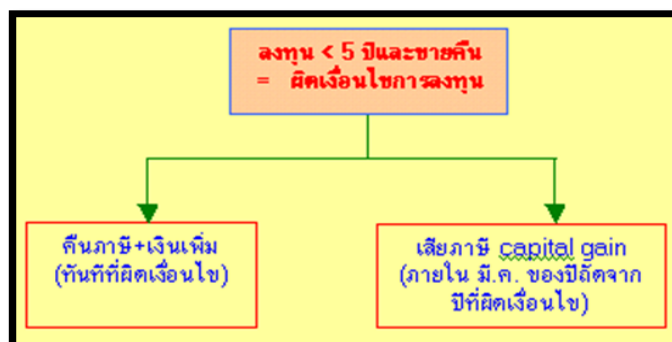 ลงทุน < 5 ปีและขายคืน
= ผิดเงื่อนไขการลงทุน
คืนภาษี+เงินเพิ่ม
(ทันทีที่ผิดเงื่อนไข)
เสียภาษี capital gain
(ภายใน มี.ค. ของปีถัดจาก
ปีที่ผิดเงื่อนไข)